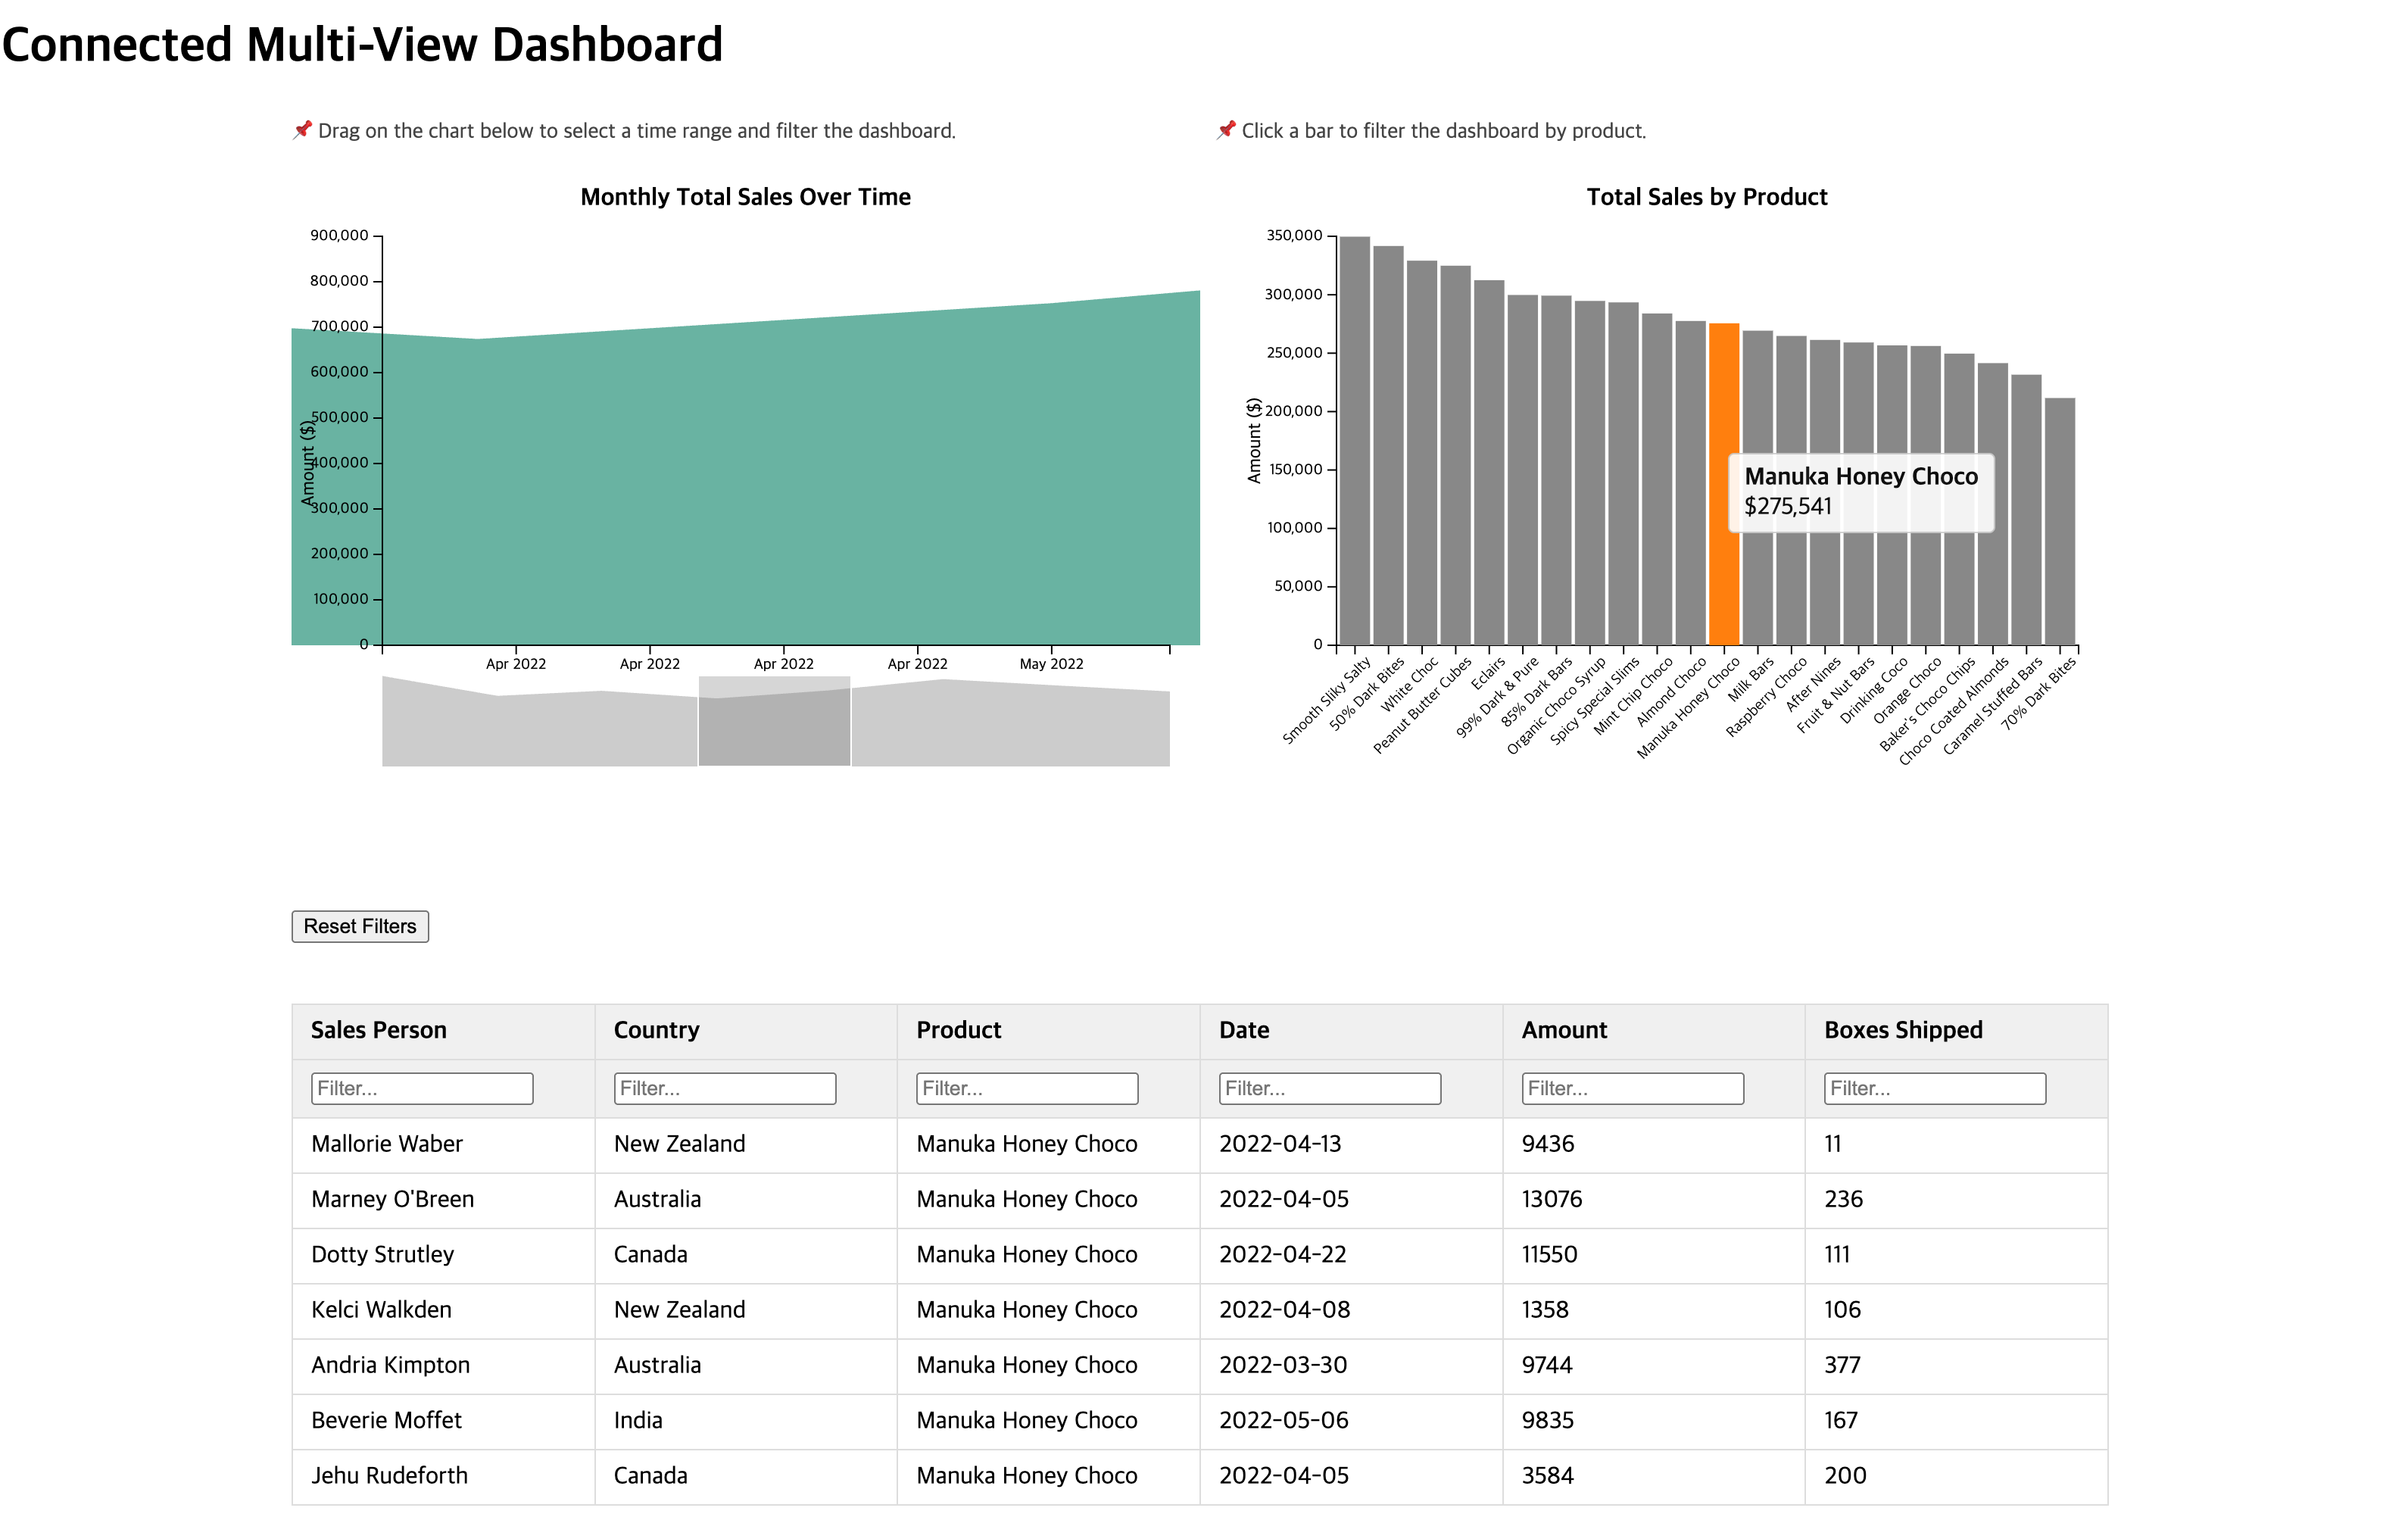 Connected Multi-View Dashboard
📌 Drag on the chart below to select a time range and filter the dashboard.
📌 Click a bar to filter the dashboard by product.
Monthly Total Sales Over Time
900,000
800,000
700,000
600,000
500,000
400,000
300,000
200,000
100,000
0
Amount ($)
Apr 2022
Apr 2022
Apr 2022
Apr 2022
May 2022
Total Sales by Product
350,000
300,000
250,000
200,000
150,000
100,000
50,000
0
Amount ($)
Manuka Honey Choco
$275,541
Smooth Sliky Salty
50% Dark Bites
White Choc
Peanut Butter Cubes
Eclairs
99% Dark & Pure
85% Dark Bars
Organic Choco Syrup
Spicy Special Slims
Mint Chip Choco
Almond Choco
Manuka Honey Choco
Milk Bars
Raspberry Choco
After Nines
Fruit & Nut Bars
Drinking Coco
Orange Choco
Baker's Choco Chips
Choco Coated Almonds
Caramel Stuffed Bars
70% Dark Bites
Reset Filters
Sales Person Country Product Date Amount Boxes Shipped
Filter... Filter... Filter... Filter... Filter... Filter...
Mallorie Waber New Zealand Manuka Honey Choco 2022-04-13 9436 11
Marney O'Breen Australia Manuka Honey Choco 2022-04-05 13076 236
Dotty Strutley Canada Manuka Honey Choco 2022-04-22 11550 111
Kelci Walkden New Zealand Manuka Honey Choco 2022-04-08 1358 106
Andria Kimpton Australia Manuka Honey Choco 2022-03-30 9744 377
Beverie Moffet India Manuka Honey Choco 2022-05-06 9835 167
Jehu Rudeforth Canada Manuka Honey Choco 2022-04-05 3584 200